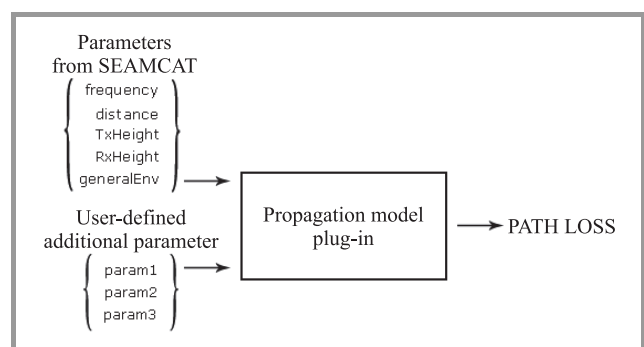 Parameters
from SEAMCAT
frequency
distance
TxHeight
RxHeight
generalEnv
User-defined
additional parameter
param1
param2
param3
Propagation model
plug-in
PATH LOSS